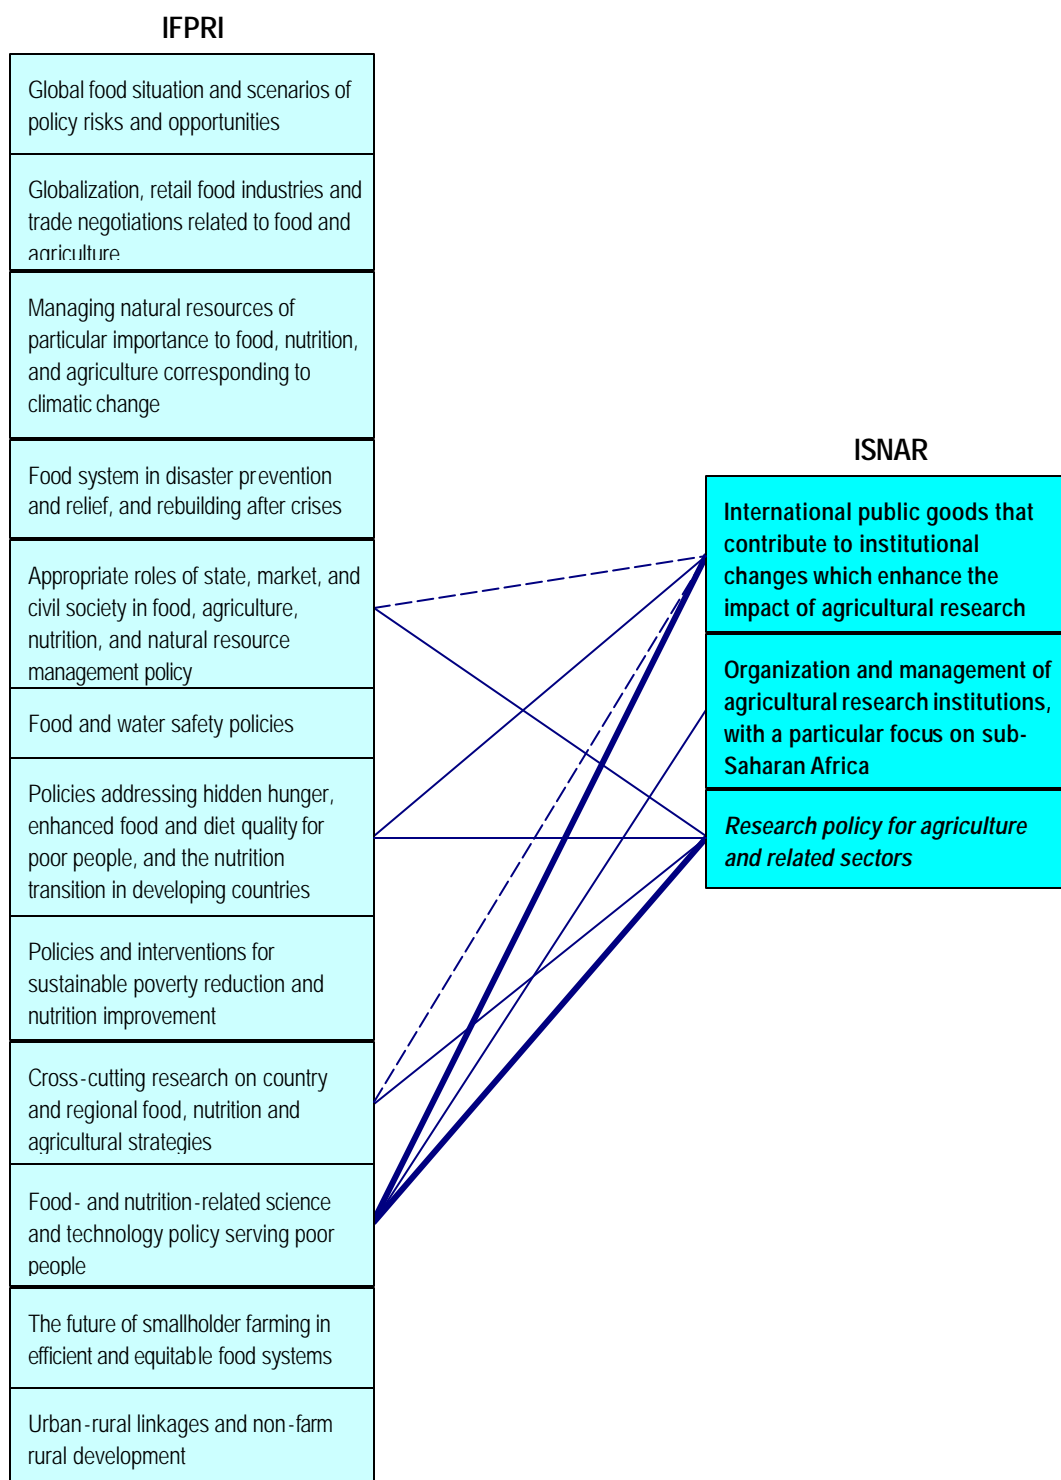 IFPRI
Global food situation and scenarios of
policy risks and opportunities
Globalization, retail food industries and
trade negotiations related to food and
agriculture
Managing natural resources of
particular importance to food, nutrition,
and agriculture corresponding to
climatic change
Food system in disaster prevention
and relief, and rebuilding after crises
Appropriate roles of state, market, and
civil society in food, agriculture,
nutrition, and natural resource
management policy
Food and water safety policies
Policies addressing hidden hunger,
enhanced food and diet quality for
poor people, and the nutrition
transition in developing countries
Policies and interventions for
sustainable poverty reduction and
nutrition improvement
Cross-cutting research on country
and regional food, nutrition and
agricultural strategies
Food- and nutrition-related science
and technology policy serving poor
people
The future of smallholder farming in
efficient and equitable food systems
Urban-rural linkages and non-farm
rural development
ISNAR
International public goods that
contribute to institutional
changes which enhance the
impact of agricultural research
Organization and management of
agricultural research institutions,
with a particular focus on sub-
Saharan Africa
Research policy for agriculture
and related sectors